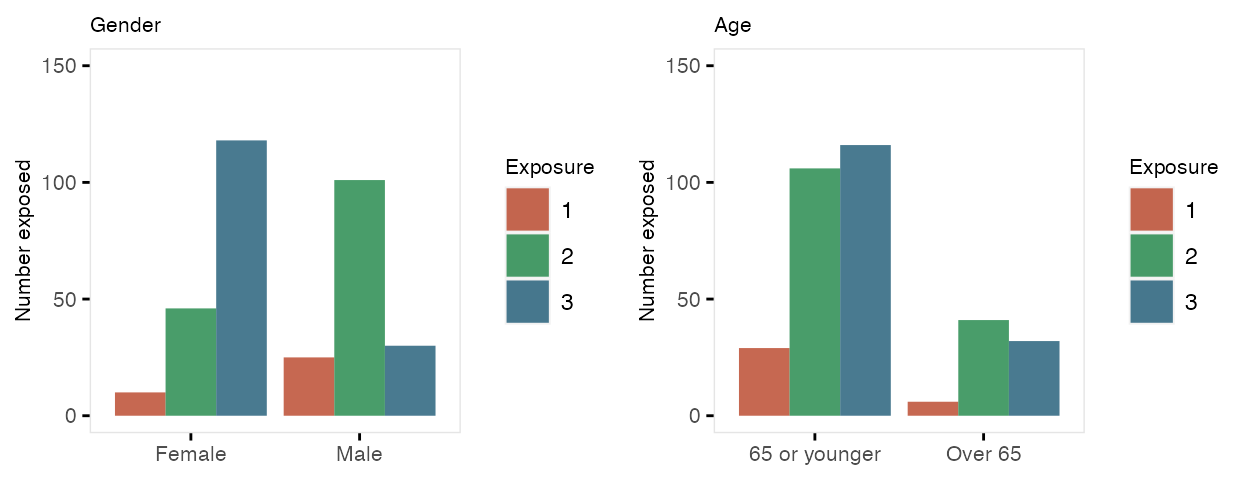 Gender
150
100
50
0
Number exposed
Female Male
Exposure
1
2
3
Age
150
100
50
0
Number exposed
65 or younger Over 65
Exposure
1
2
3